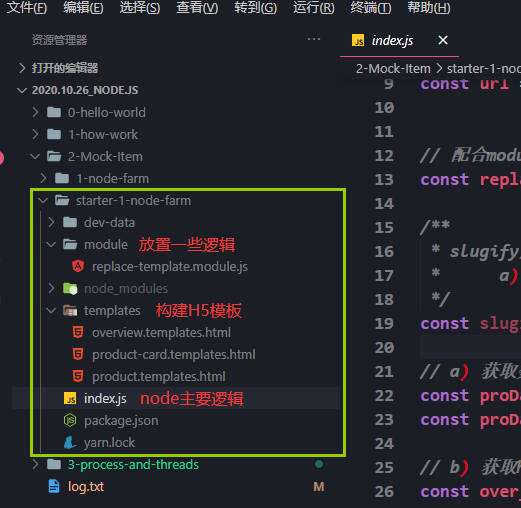 文件(F) 编辑(E) 选择(S) 查看(V) 转到(G) 运行(R) 终端(T) 帮助(H)
资源管理器 ···
打开的编辑器
2020.10.26_NODE.JS
0-hello-world
1-how-work
2-Mock-Item
1-node-farm
starter-1-node-farm
dev-data
module 放置一些逻辑
replace-template.module.js
node_modules
templates 构建H5模板
overview.templates.html
product-card.templates.html
product.templates.html
JS index.js node主要逻辑
package.json
yarn.lock
3-process-and-threads
log.txt M
JS index.js ×
2-Mock-Item > starter-1-nod
9 const url =
10
11
12 // 配合modu
13 const repla
14
15 /**
16 * slugify
17 * a)
18 */
19 const slugi
20
21 // a) 获取
22 const proDa
23 const proDa
24
25 // b) 获取
26 const over_